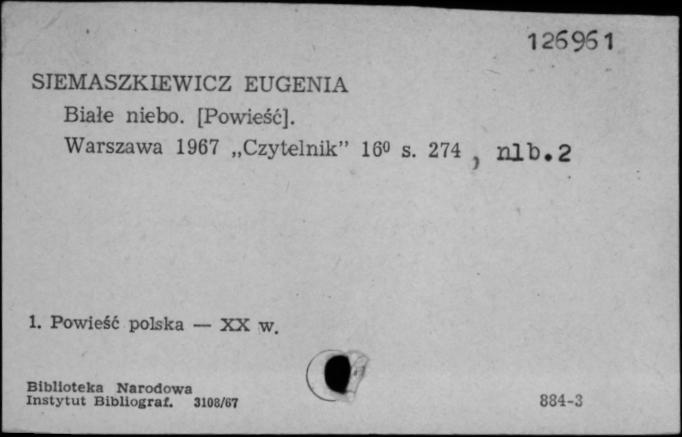 126961
SIEMASZKIEWICZ EUGENIA
Białe niebo. [Powieść].
Warszawa 1967 „Czytelnik” 16⁰ s. 274 , nlb.2
1. Powieść polska — XX w.
Biblioteka Narodowa
Instytut Bibliograf. 3108/67
884-3